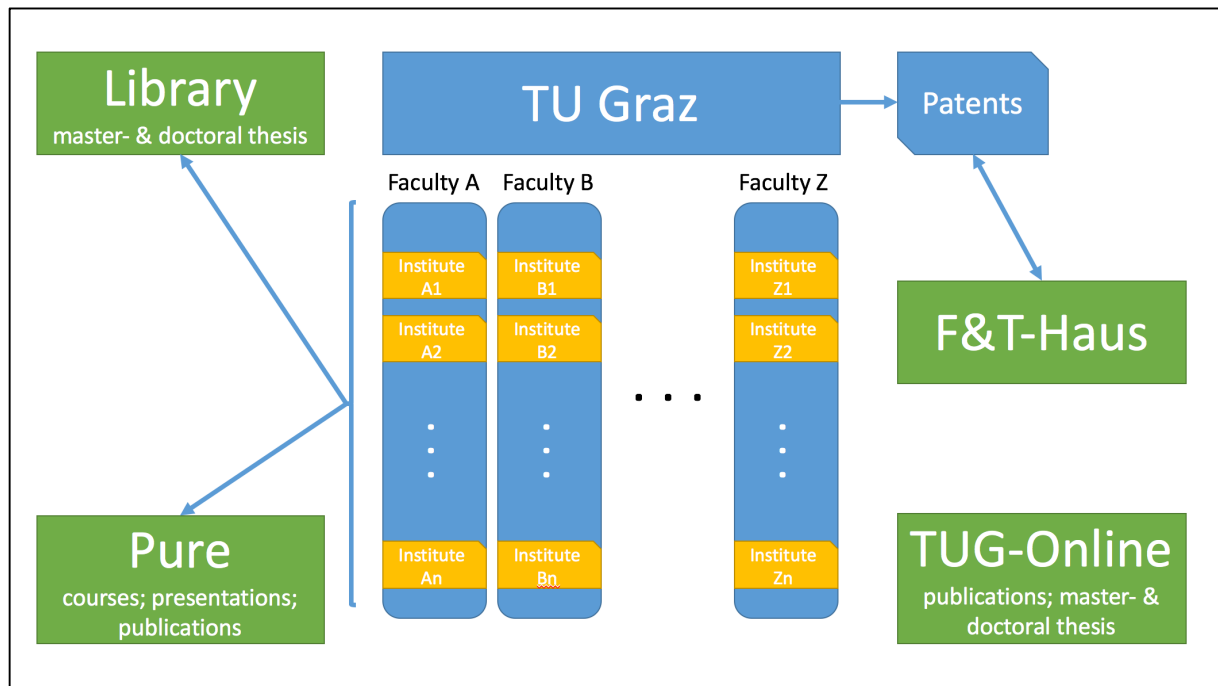 Library
master- & doctoral thesis
TU Graz
Patents
Faculty A
Faculty B
Faculty Z
Institute
A1
Institute
B1
Institute
Z1
Institute
A2
Institute
B2
Institute
Z2
. . .
F&T-Haus
Institute
An
Institute
Bn
Institute
Zn
Pure
courses; presentations;
publications
TUG-Online
publications; master- &
doctoral thesis